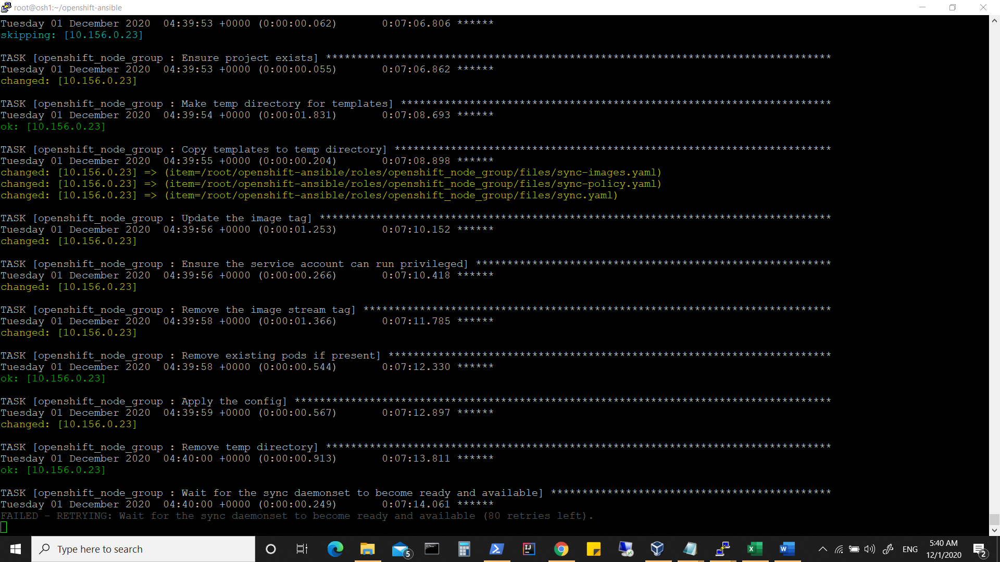 root@osh1:~/openshift-ansible
Tuesday 01 December 2020  04:39:53 +0000 (0:00:00.062)       0:07:06.806 ******
skipping: [10.156.0.23]
TASK [openshift_node_group : Ensure project exists] *********************************************************************************
Tuesday 01 December 2020  04:39:53 +0000 (0:00:00.055)       0:07:06.862 ******
changed: [10.156.0.23]
TASK [openshift_node_group : Make temp directory for templates] *********************************************************************
Tuesday 01 December 2020  04:39:54 +0000 (0:00:01.831)       0:07:08.693 ******
ok: [10.156.0.23]
TASK [openshift_node_group : Copy templates to temp directory] **********************************************************************
Tuesday 01 December 2020  04:39:55 +0000 (0:00:00.204)       0:07:08.898 ******
changed: [10.156.0.23] => (item=/root/openshift-ansible/roles/openshift_node_group/files/sync-images.yaml)
changed: [10.156.0.23] => (item=/root/openshift-ansible/roles/openshift_node_group/files/sync-policy.yaml)
changed: [10.156.0.23] => (item=/root/openshift-ansible/roles/openshift_node_group/files/sync.yaml)
TASK [openshift_node_group : Update the image tag] **********************************************************************************
Tuesday 01 December 2020  04:39:56 +0000 (0:00:01.253)       0:07:10.152 ******
changed: [10.156.0.23]
TASK [openshift_node_group : Ensure the service account can run privileged] *********************************************************
Tuesday 01 December 2020  04:39:56 +0000 (0:00:00.266)       0:07:10.418 ******
changed: [10.156.0.23]
TASK [openshift_node_group : Remove the image stream tag] ***************************************************************************
Tuesday 01 December 2020  04:39:58 +0000 (0:00:01.366)       0:07:11.785 ******
changed: [10.156.0.23]
TASK [openshift_node_group : Remove existing pods if present] ***********************************************************************
Tuesday 01 December 2020  04:39:58 +0000 (0:00:00.544)       0:07:12.330 ******
ok: [10.156.0.23]
TASK [openshift_node_group : Apply the config] **************************************************************************************
Tuesday 01 December 2020  04:39:59 +0000 (0:00:00.567)       0:07:12.897 ******
changed: [10.156.0.23]
TASK [openshift_node_group : Remove temp directory] *********************************************************************************
Tuesday 01 December 2020  04:40:00 +0000 (0:00:00.913)       0:07:13.811 ******
ok: [10.156.0.23]
TASK [openshift_node_group : Wait for the sync daemonset to become ready and available] *********************************************
Tuesday 01 December 2020  04:40:00 +0000 (0:00:00.249)       0:07:14.061 ******
FAILED - RETRYING: Wait for the sync daemonset to become ready and available (80 retries left).
Type here to search
5
IJ
X
W
ENG
5:40 AM
12/1/2020
2